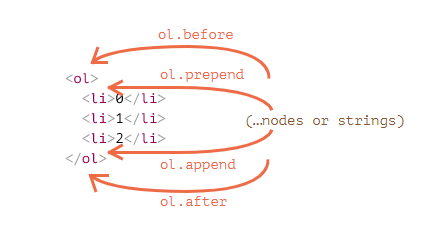 ol.before
<ol>
ol.prepend
<li>0</li>
<li>1</li>
(…nodes or strings)
<li>2</li>
</ol>
ol.append
ol.after